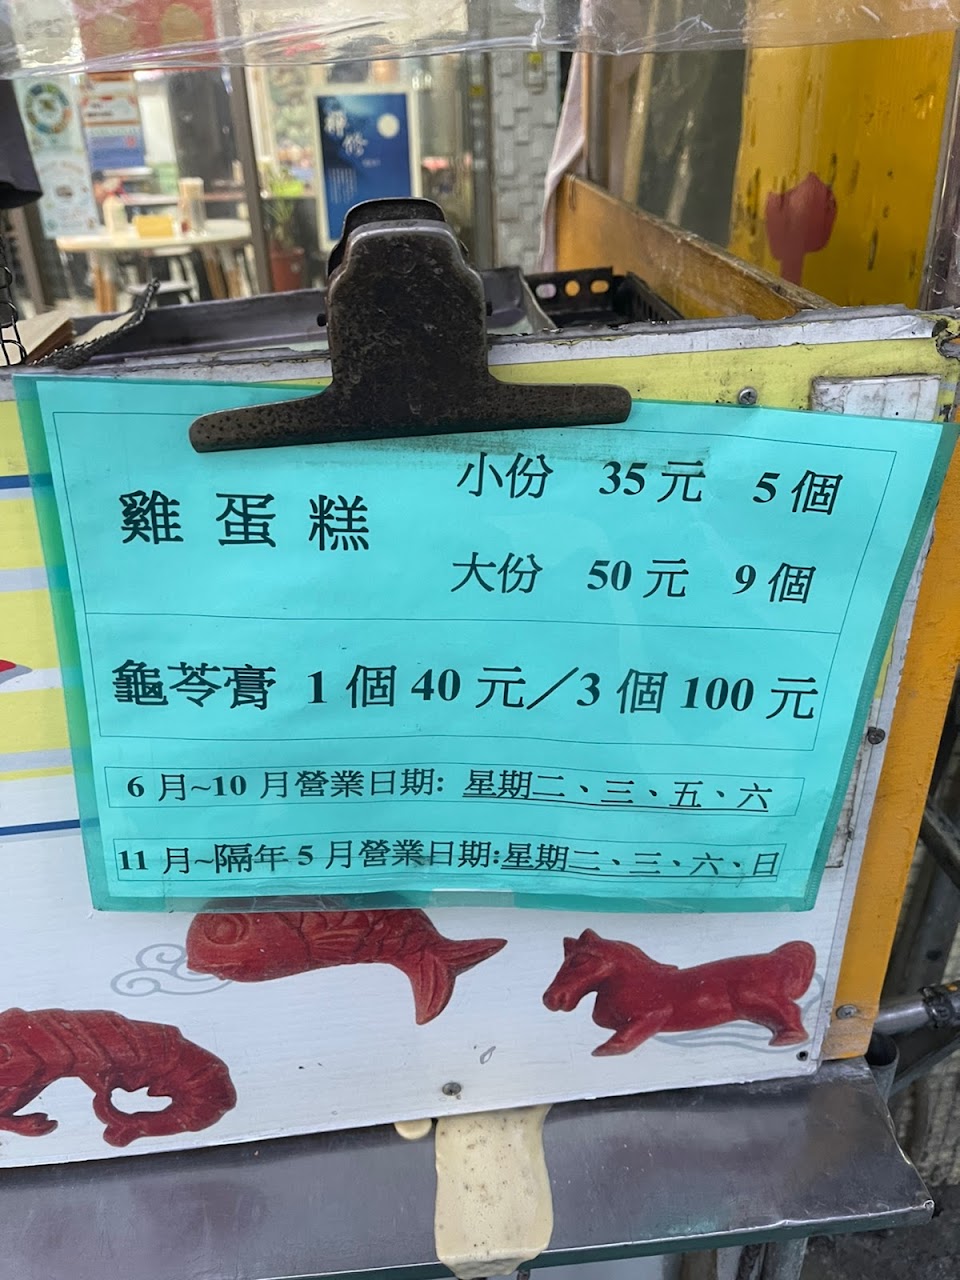 雞蛋糕
小份 35元 5個
大份 50元 9個
龜苓膏 1個40元／3個100元
6月~10月營業日期: 星期二、三、五、六
11月~隔年5月營業日期:星期二、三、六、日